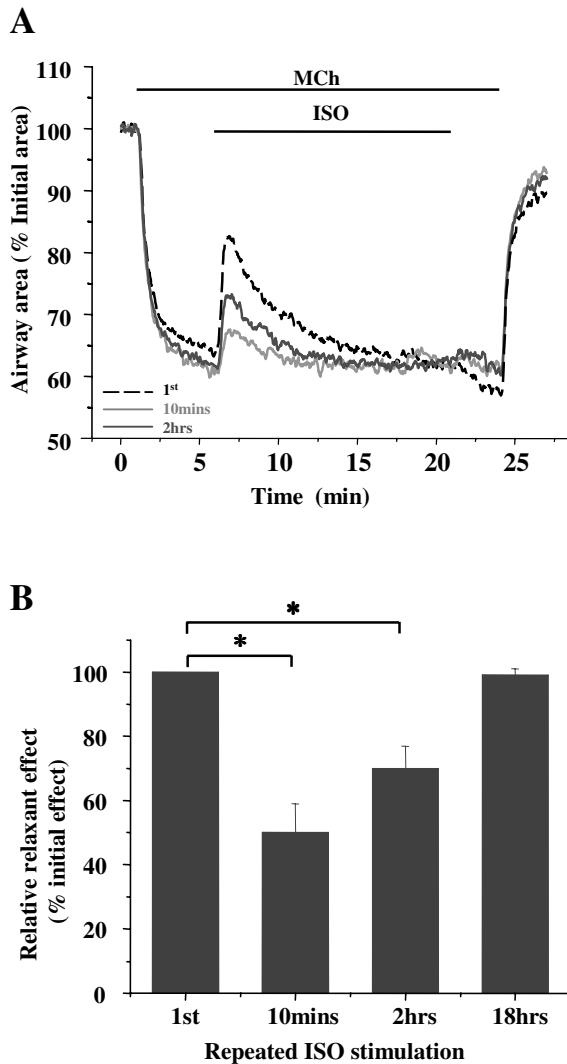 A
110
100
90
80
70
60
50
Airway area (% Initial area)
MCh
ISO
1st
10mins
2hrs
0 5 10 15 20 25
Time (min)
B
* *
100
80
60
40
20
0
Relative relaxant effect
(% initial effect)
1st 10mins 2hrs 18hrs
Repeated ISO stimulation